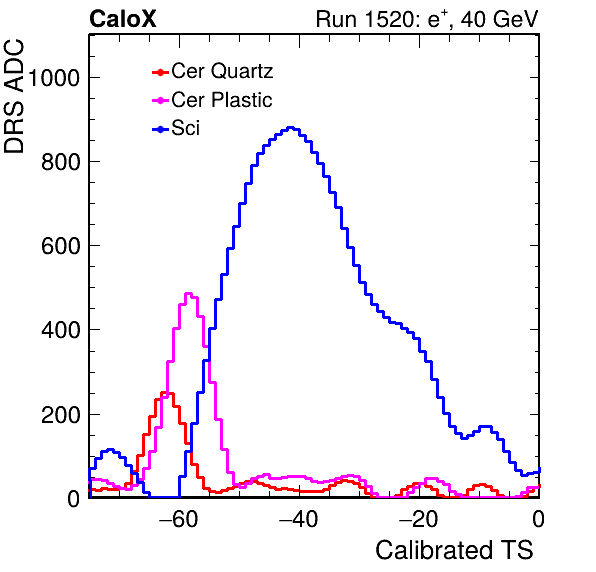 CaloX Run 1520: e+, 40 GeV
DRS ADC
1000
800
600
400
200
0
Cer Quartz
Cer Plastic
Sci
−60 −40 −20 0
Calibrated TS